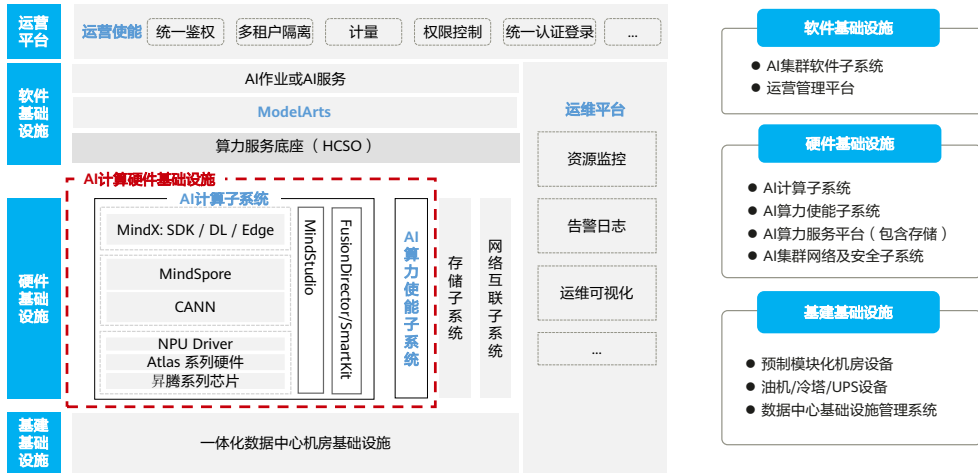 运营
平台
运营使能
统一鉴权
多租户隔离
计量
权限控制
统一认证登录
...
软件
基础
设施
AI作业或AI服务
ModelArts
算力服务底座（HCSO）
运维平台
资源监控
告警日志
运维可视化
...
硬件
基础
设施
AI计算硬件基础设施
AI计算子系统
MindX: SDK / DL / Edge
MindSpore
CANN
NPU Driver
Atlas 系列硬件
昇腾系列芯片
MindStudio
FusionDirector/SmartKit
AI算力使能子系统
存储子系统
网络互联子系统
基建
基础
设施
一体化数据中心机房基础设施
软件基础设施
● AI集群软件子系统
● 运营管理平台
硬件基础设施
● AI计算子系统
● AI算力使能子系统
● AI算力服务平台（包含存储）
● AI集群网络及安全子系统
基建基础设施
● 预制模块化机房设备
● 油机/冷塔/UPS设备
● 数据中心基础设施管理系统